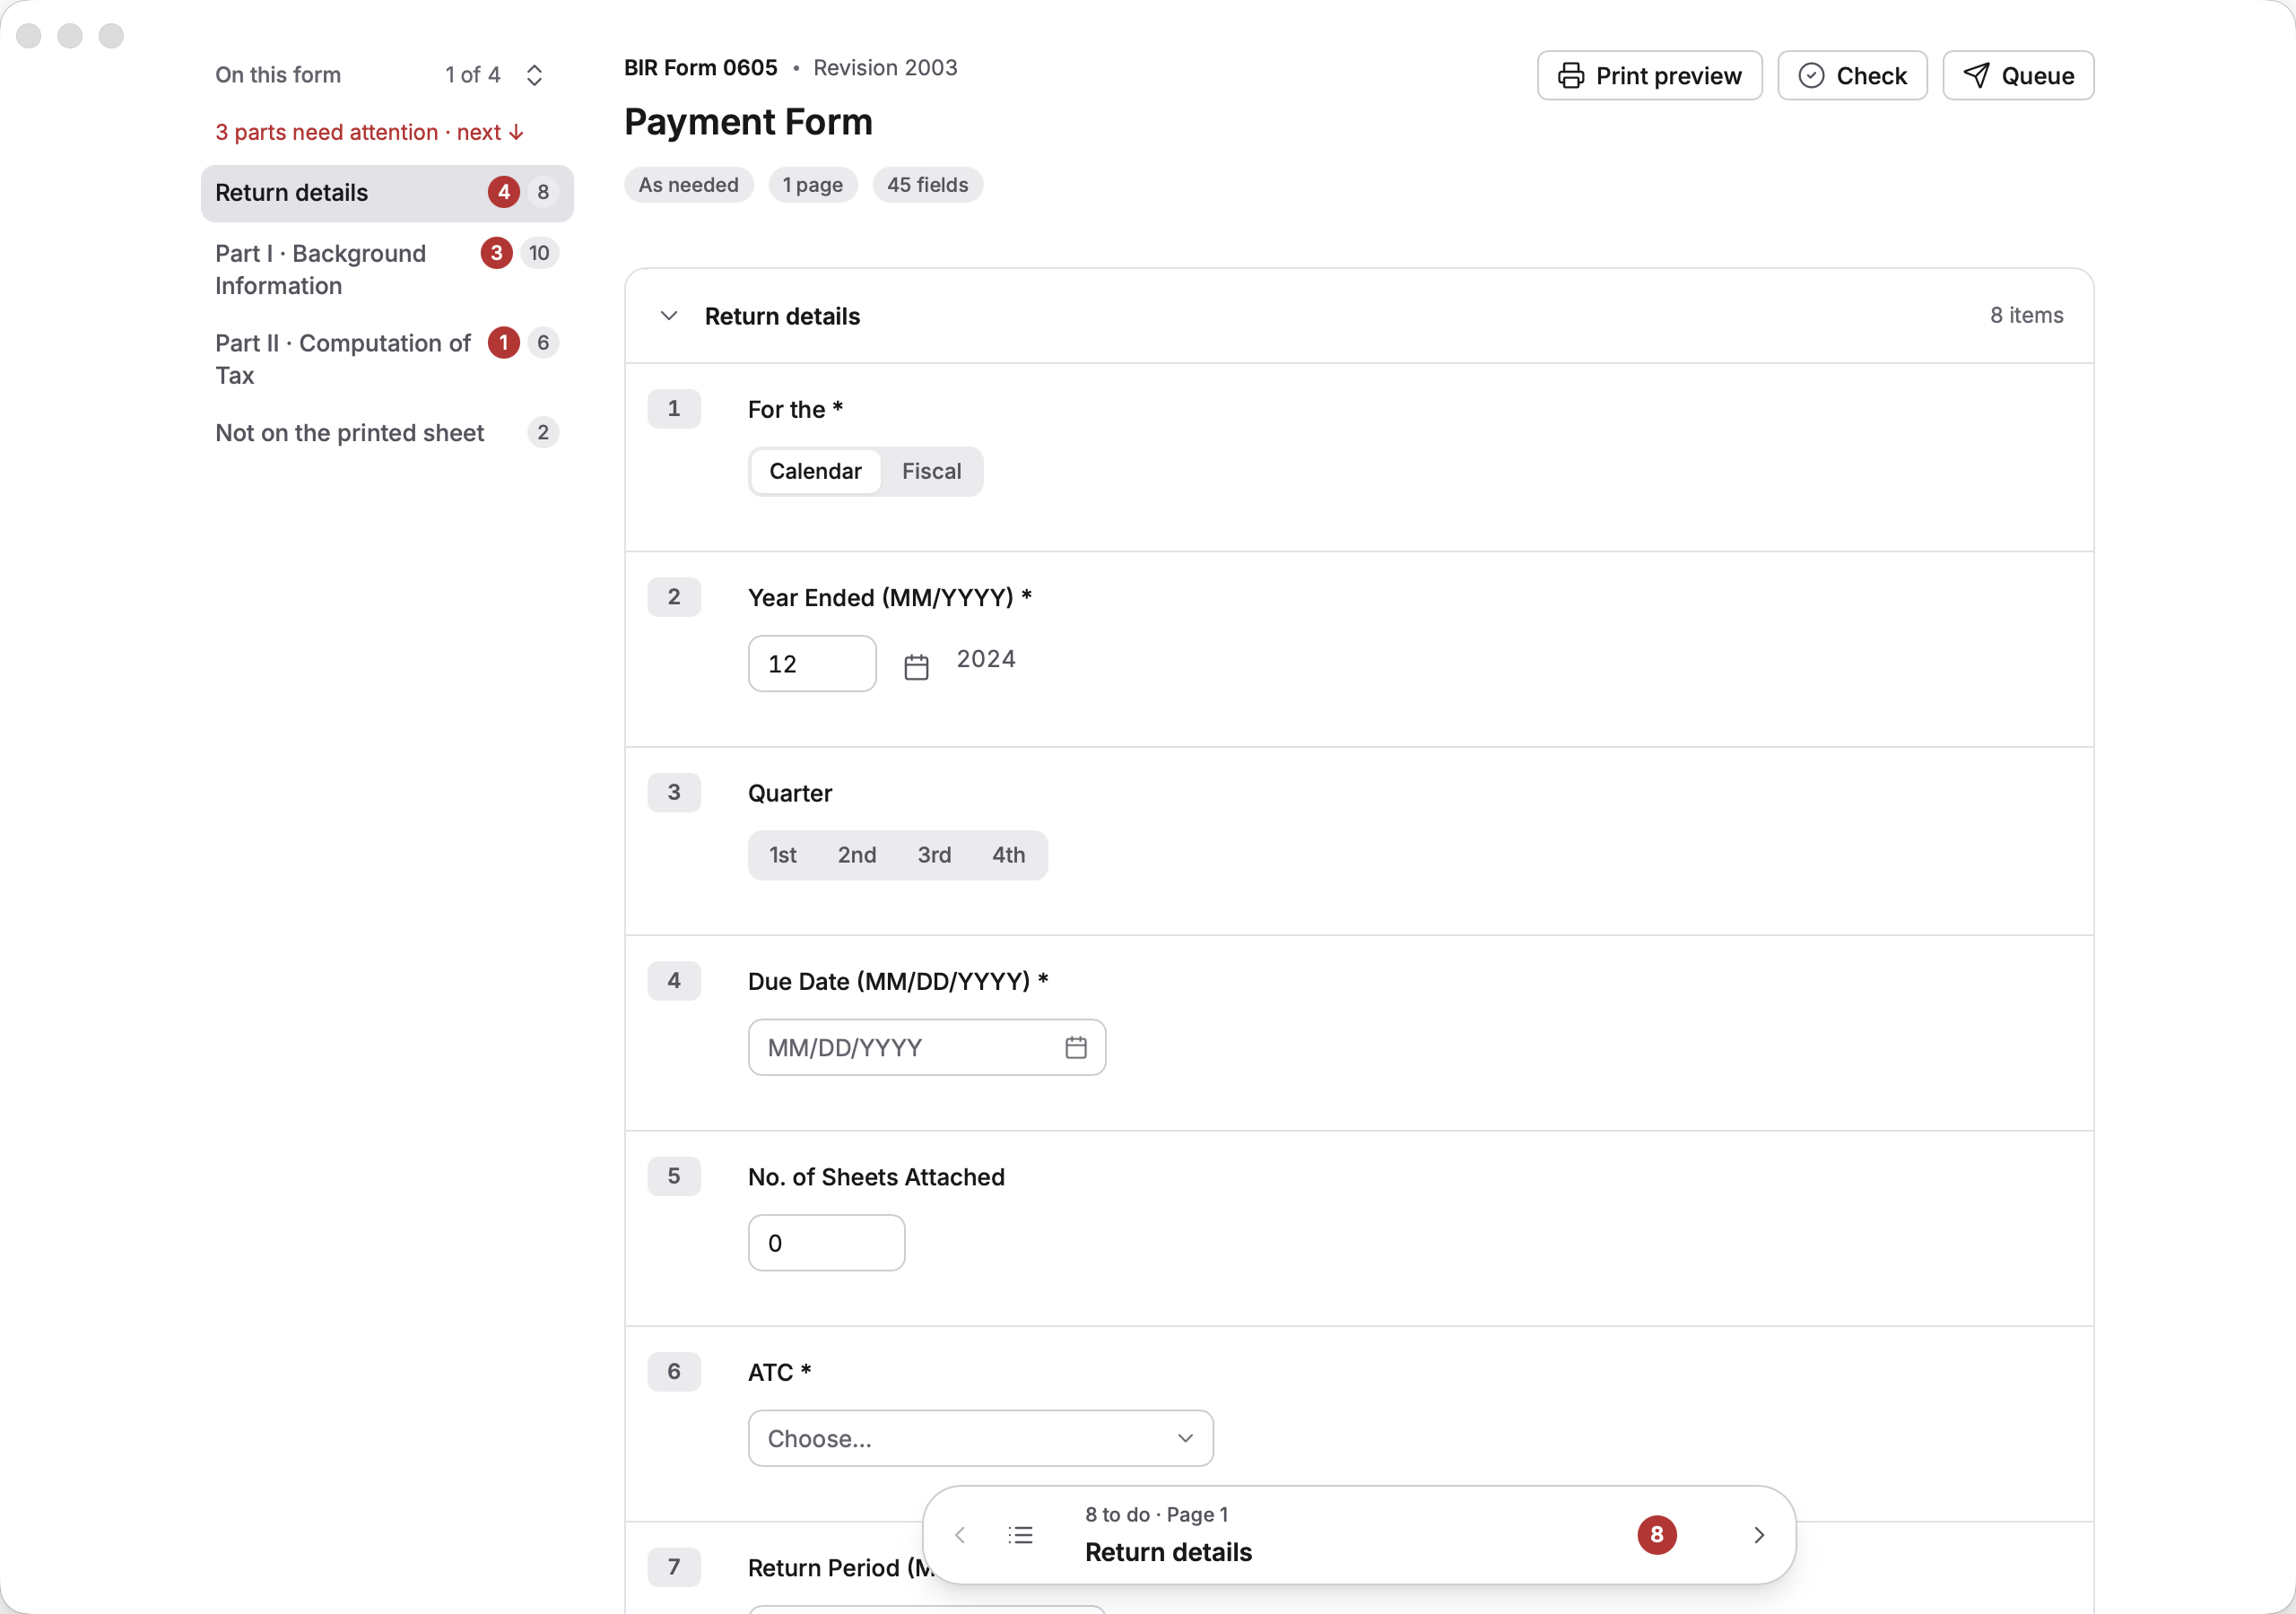 On this form
1 of 4
3 parts need attention · next ↓
Return details
4
8
Part I · Background
Information
3
10
Part II · Computation of
Tax
1
6
Not on the printed sheet
2
BIR Form 0605 • Revision 2003
Payment Form
As needed
1 page
45 fields
Print preview
Check
Queue
Return details
8 items
1
For the *
Calendar
Fiscal
2
Year Ended (MM/YYYY) *
12
2024
3
Quarter
1st
2nd
3rd
4th
4
Due Date (MM/DD/YYYY) *
MM/DD/YYYY
5
No. of Sheets Attached
0
6
ATC *
Choose...
7
Return Period (M
8 to do · Page 1
Return details
8